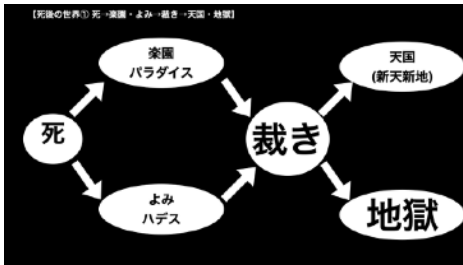 【死後の世界① 死→楽園・よみ→裁き→天国・地獄】
楽園
パラダイス
天国
(新天新地)
死
裁き
よみ
ハデス
地獄